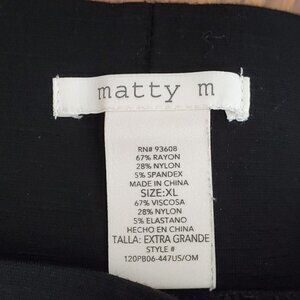 matty m
RN# 93608
67% RAYON
28% NYLON
5% SPANDEX
MADE IN CHINA
SIZE:XL
67% VISCOSA
28% NYLON
5% ELASTANO
HECHO EN CHINA
TALLA: EXTRA GRANDE
STYLE #
120PB06-447US/OM